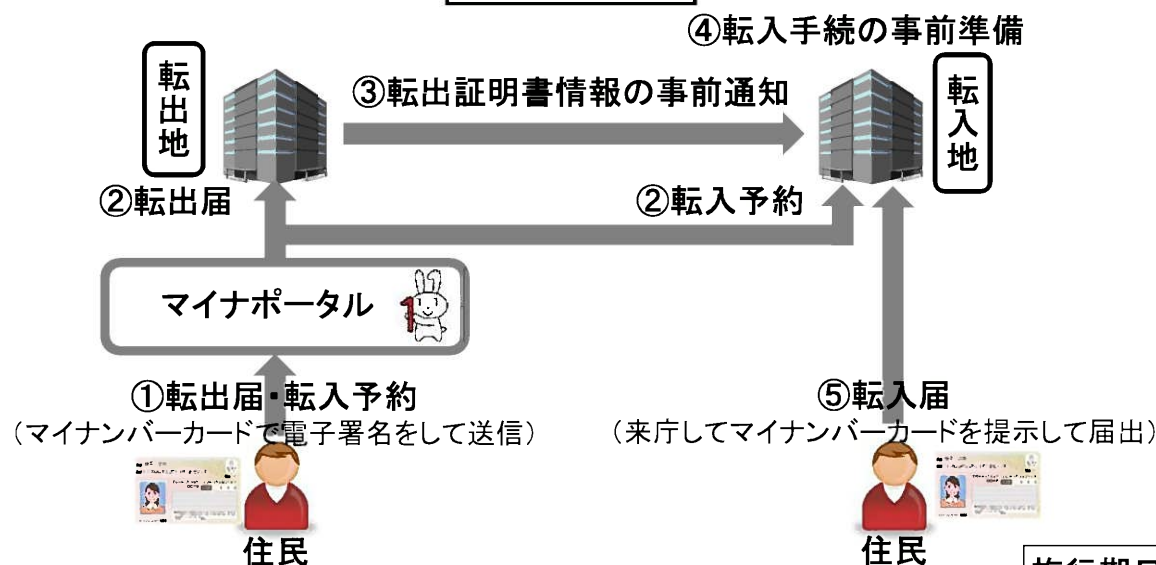 ④転入手続の事前準備
転出地
③転出証明書情報の事前通知
転入地
②転出届
②転入予約
マイナポータル
1
①転出届・転入予約
（マイナンバーカードで電子署名をして送信）
⑤転入届
（来庁してマイナンバーカードを提示して届出）
住民
住民
施行期日